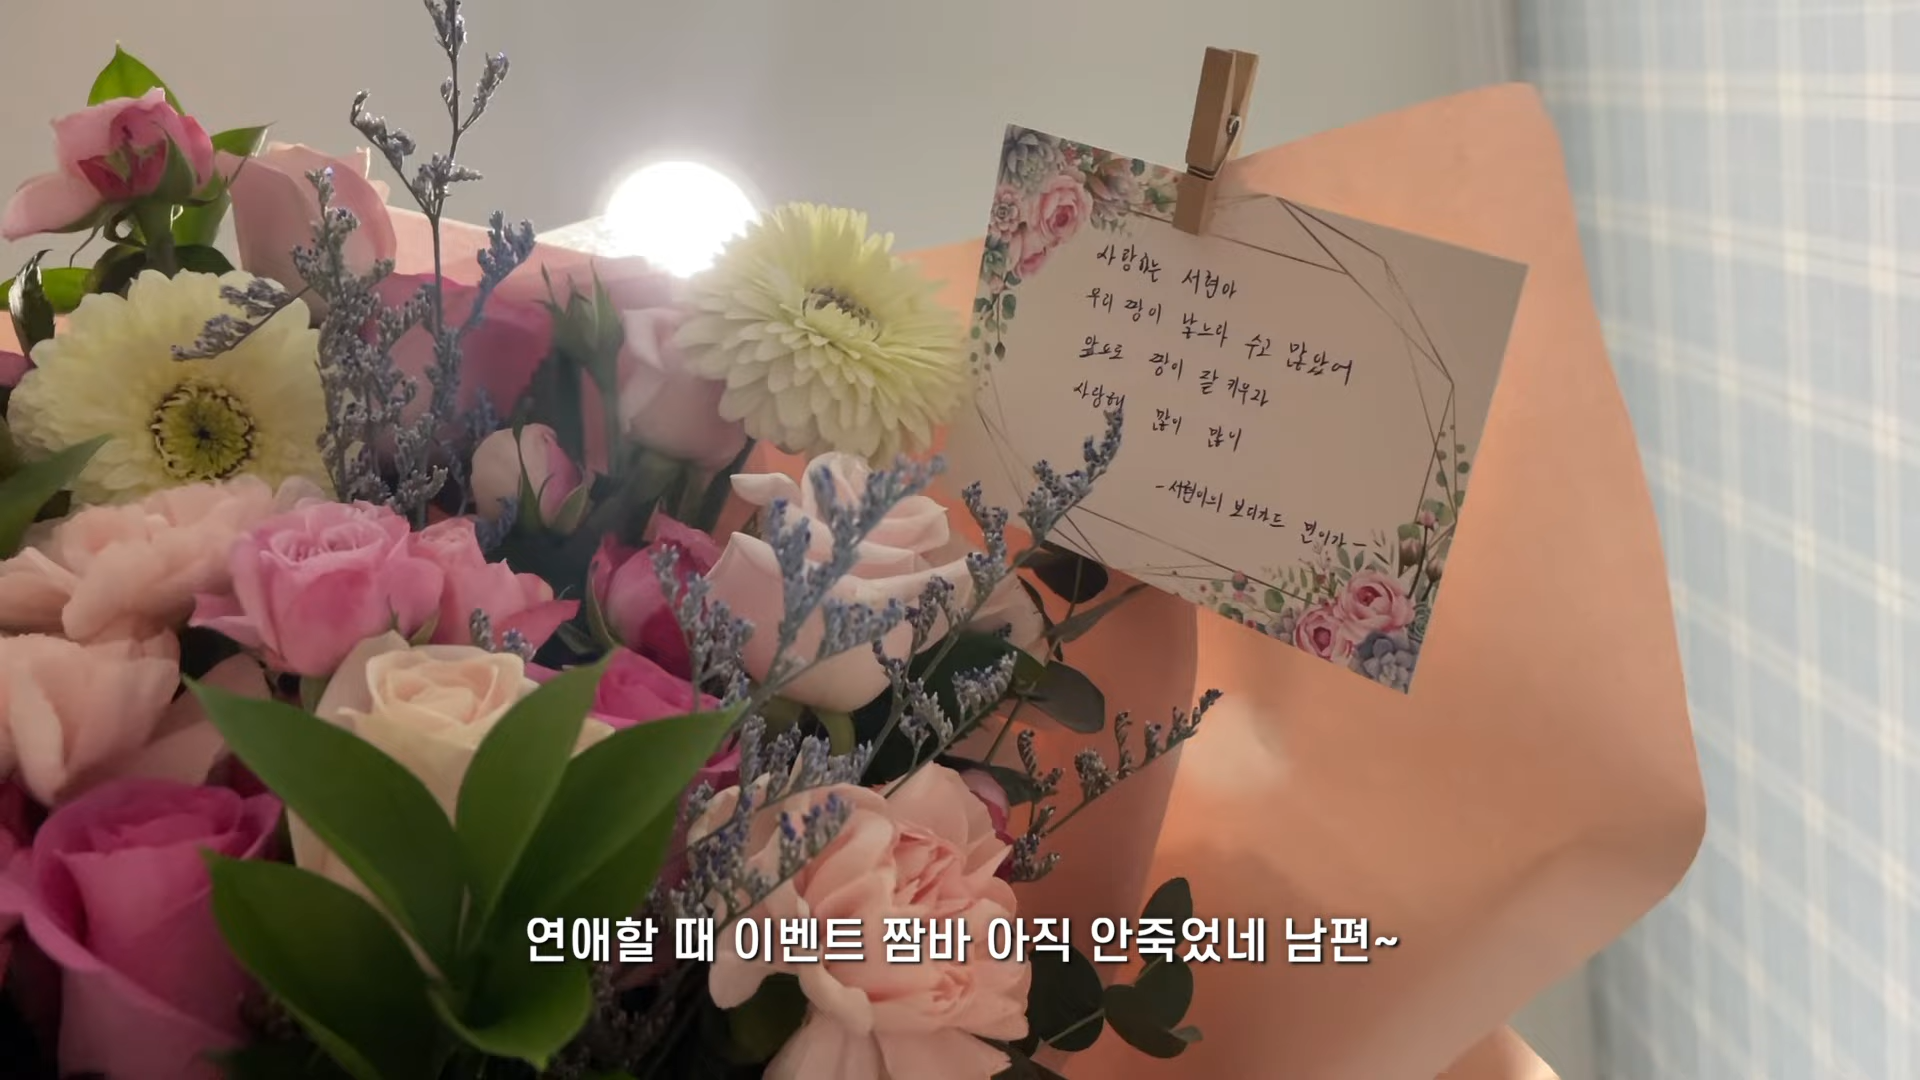 사랑하는 서현아
우리 짱이 낳느라 수고 많았어
앞으로 짱이 잘 키우자
사랑해 많이 많이
-서현이의 보디가드 민이가-
연애할 때 이벤트 짬바 아직 안죽었네 남편~